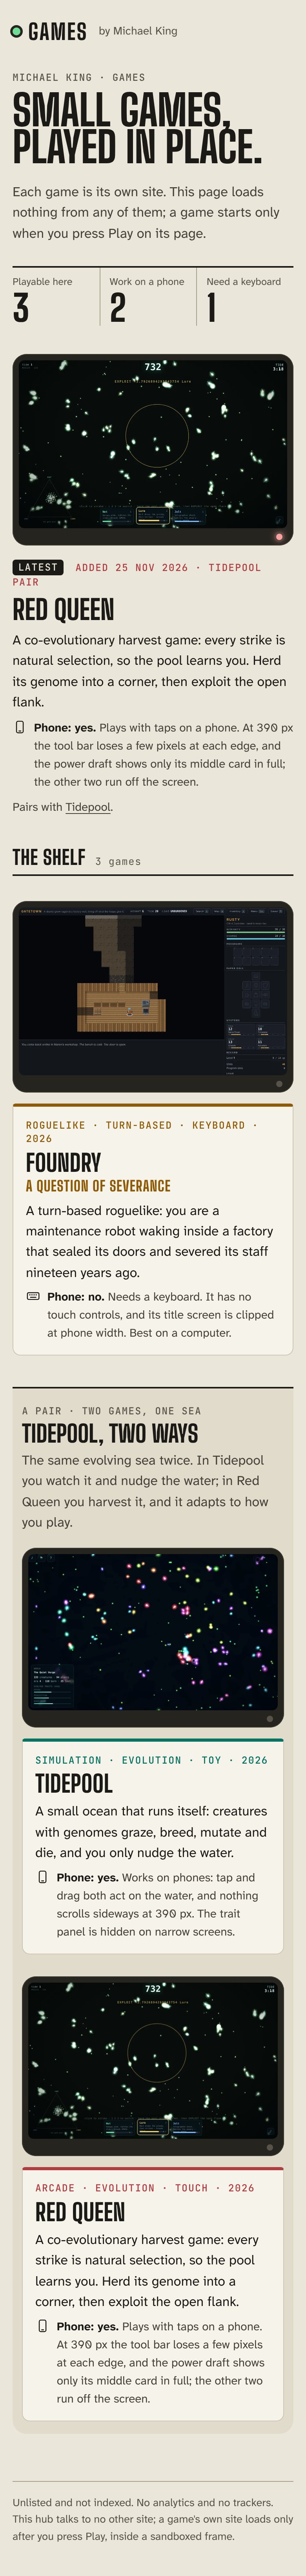 GAMES by Michael King
MICHAEL KING · GAMES
SMALL GAMES,
PLAYED IN PLACE.
Each game is its own site. This page loads
nothing from any of them; a game starts only
when you press Play on its page.
Playable here
3
Work on a phone
2
Need a keyboard
1
732
3:18
LATEST ADDED 25 NOV 2026 · TIDEPOOL
PAIR
RED QUEEN
A co-evolutionary harvest game: every strike is
natural selection, so the pool learns you. Herd
its genome into a corner, then exploit the open
flank.
Phone: yes. Plays with taps on a phone. At 390 px
the tool bar loses a few pixels at each edge, and
the power draft shows only its middle card in full;
the other two run off the screen.
Pairs with Tidepool.
THE SHELF 3 games
RUSTY
ROGUELIKE · TURN-BASED · KEYBOARD ·
2026
FOUNDRY
A QUESTION OF SEVERANCE
A turn-based roguelike: you are a
maintenance robot waking inside a factory
that sealed its doors and severed its staff
nineteen years ago.
Phone: no. Needs a keyboard. It has no
touch controls, and its title screen is clipped
at phone width. Best on a computer.
A PAIR · TWO GAMES, ONE SEA
TIDEPOOL, TWO WAYS
The same evolving sea twice. In Tidepool
you watch it and nudge the water; in Red
Queen you harvest it, and it adapts to how
you play.
SIMULATION · EVOLUTION · TOY · 2026
TIDEPOOL
A small ocean that runs itself: creatures
with genomes graze, breed, mutate and
die, and you only nudge the water.
Phone: yes. Works on phones: tap and
drag both act on the water, and nothing
scrolls sideways at 390 px. The trait
panel is hidden on narrow screens.
732
3:18
ARCADE · EVOLUTION · TOUCH · 2026
RED QUEEN
A co-evolutionary harvest game: every
strike is natural selection, so the pool
learns you. Herd its genome into a
corner, then exploit the open flank.
Phone: yes. Plays with taps on a phone.
At 390 px the tool bar loses a few pixels
at each edge, and the power draft shows
only its middle card in full; the other two
run off the screen.
Unlisted and not indexed. No analytics and no trackers.
This hub talks to no other site; a game's own site loads only
after you press Play, inside a sandboxed frame.